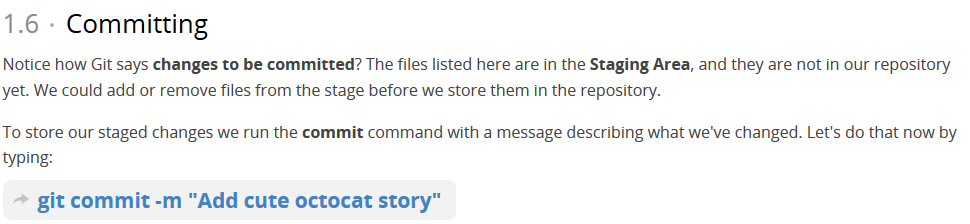 1.6 · Committing
Notice how Git says changes to be committed? The files listed here are in the Staging Area, and they are not in our repository
yet. We could add or remove files from the stage before we store them in the repository.
To store our staged changes we run the commit command with a message describing what we've changed. Let's do that now by
typing:
git commit -m "Add cute octocat story"